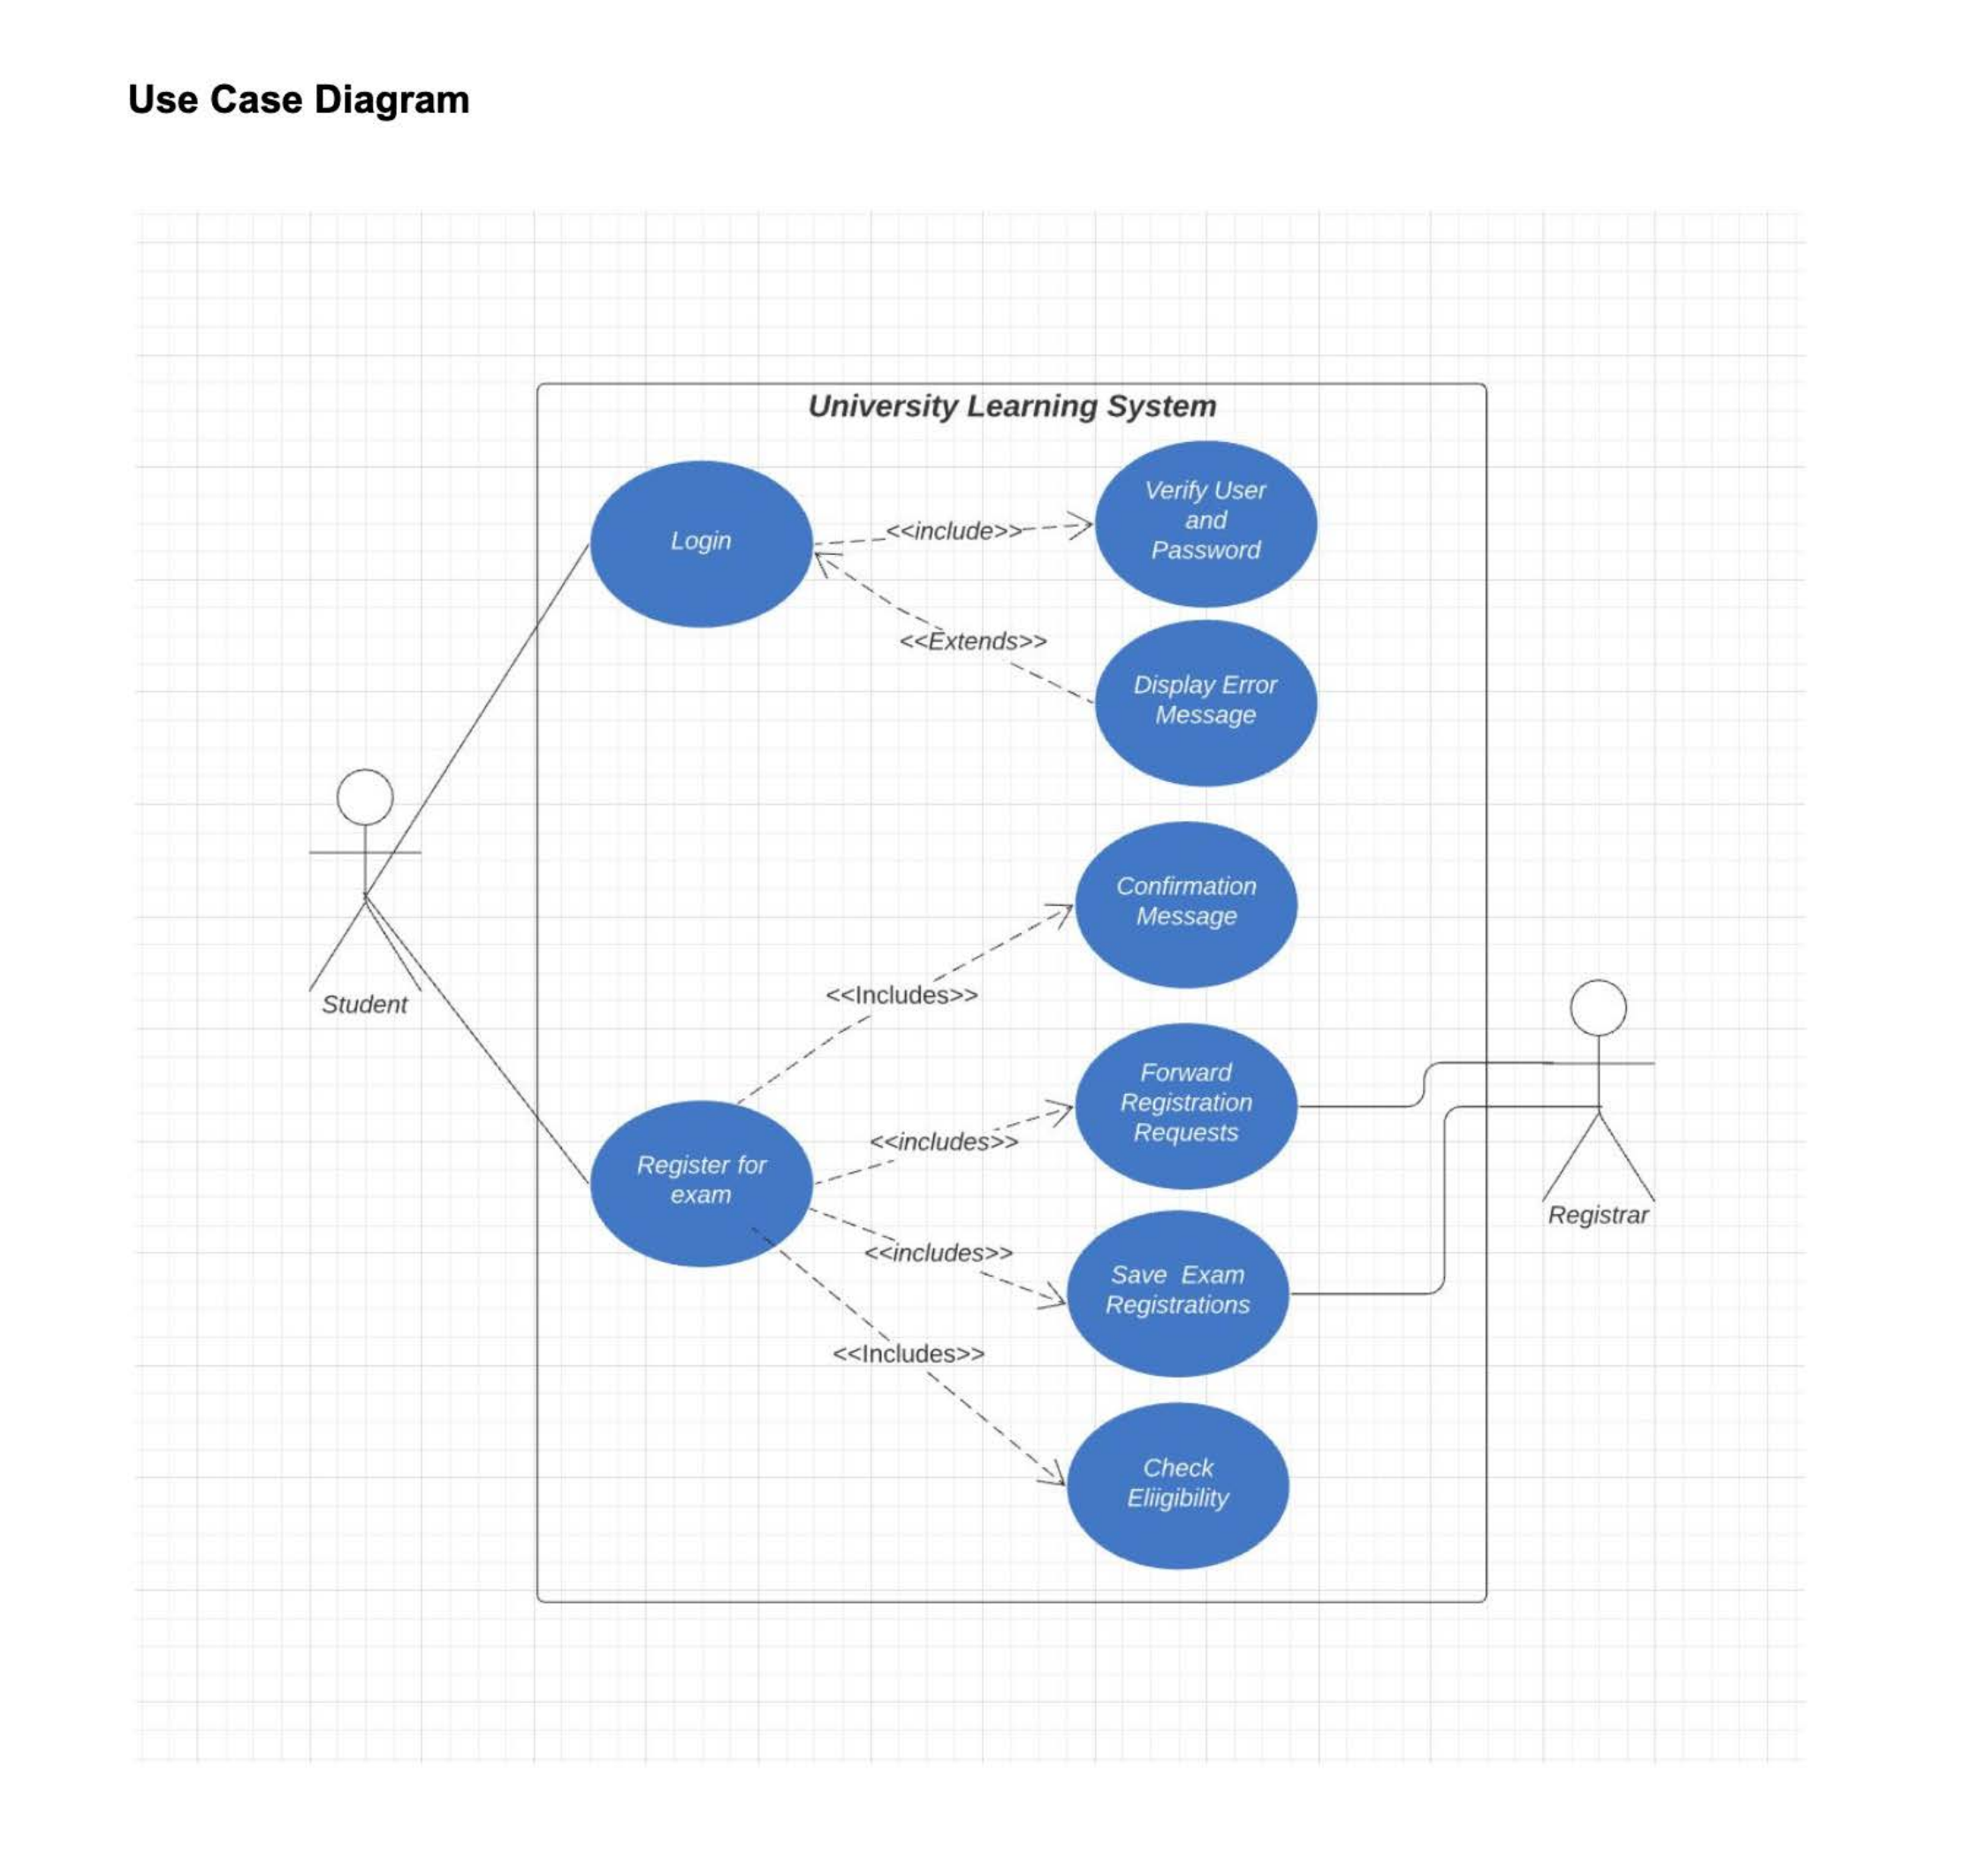 Use Case Diagram
University Learning System
Login
<<include>>
Verify User
and
Password
<<Extends>>
Display Error
Message
Student
Confirmation
Message
<<Includes>>
Forward
Registration
Requests
<<includes>>
Register for
exam
Registrar
<<includes>>
Save  Exam
Registrations
<<Includes>>
Check
Eliigibility